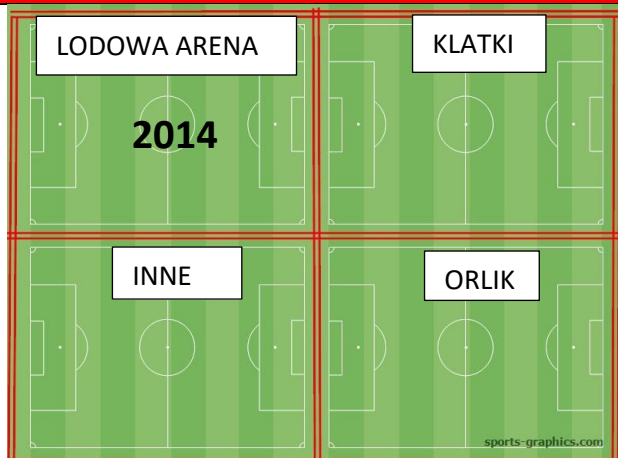 LODOWA ARENA
KLATKI
2014
INNE
ORLIK
sports-graphics.com